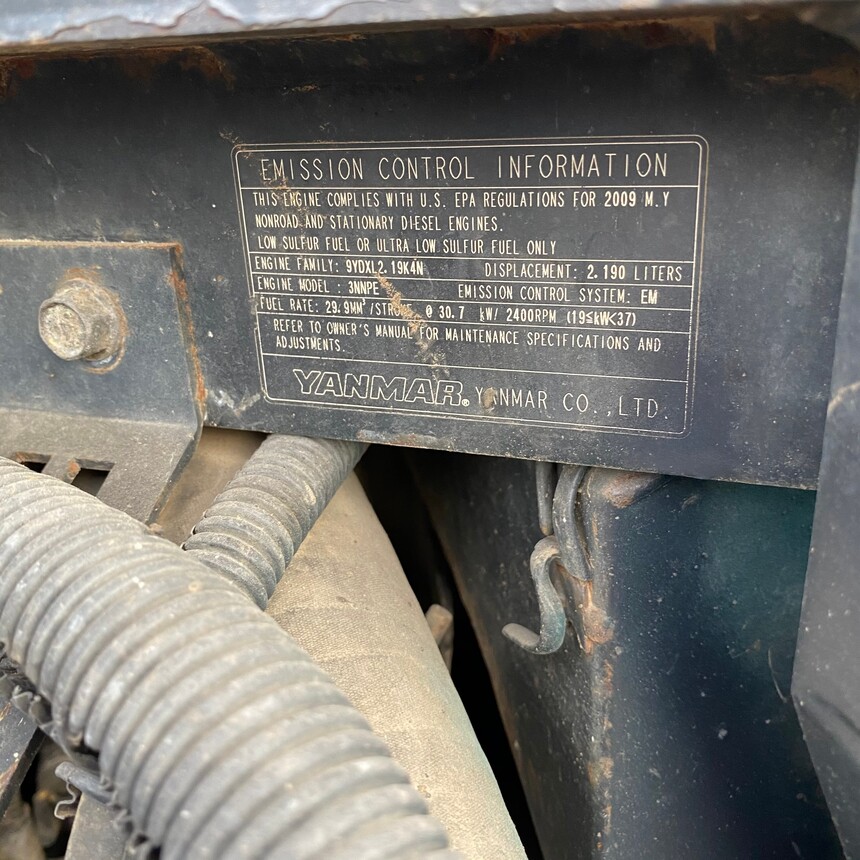 EMISSION CONTROL INFORMATION
THIS ENGINE COMPLIES WITH U.S. EPA REGULATIONS FOR 2009 M.Y
NONROAD AND STATIONARY DIESEL ENGINES.
LOW SULFUR FUEL OR ULTRA LOW SULFUR FUEL ONLY
ENGINE FAMILY: 9YDXL2.19K4N DISPLACEMENT: 2.190 LITERS
ENGINE MODEL : 3NNPE EMISSION CONTROL SYSTEM: EM
FUEL RATE: 29.9MM³/STROKE @ 30.7 kW/ 2400RPM (19≤kW<37)
REFER TO OWNER'S MANUAL FOR MAINTENANCE SPECIFICATIONS AND
ADJUSTMENTS.
YANMAR® YANMAR CO.,LTD.